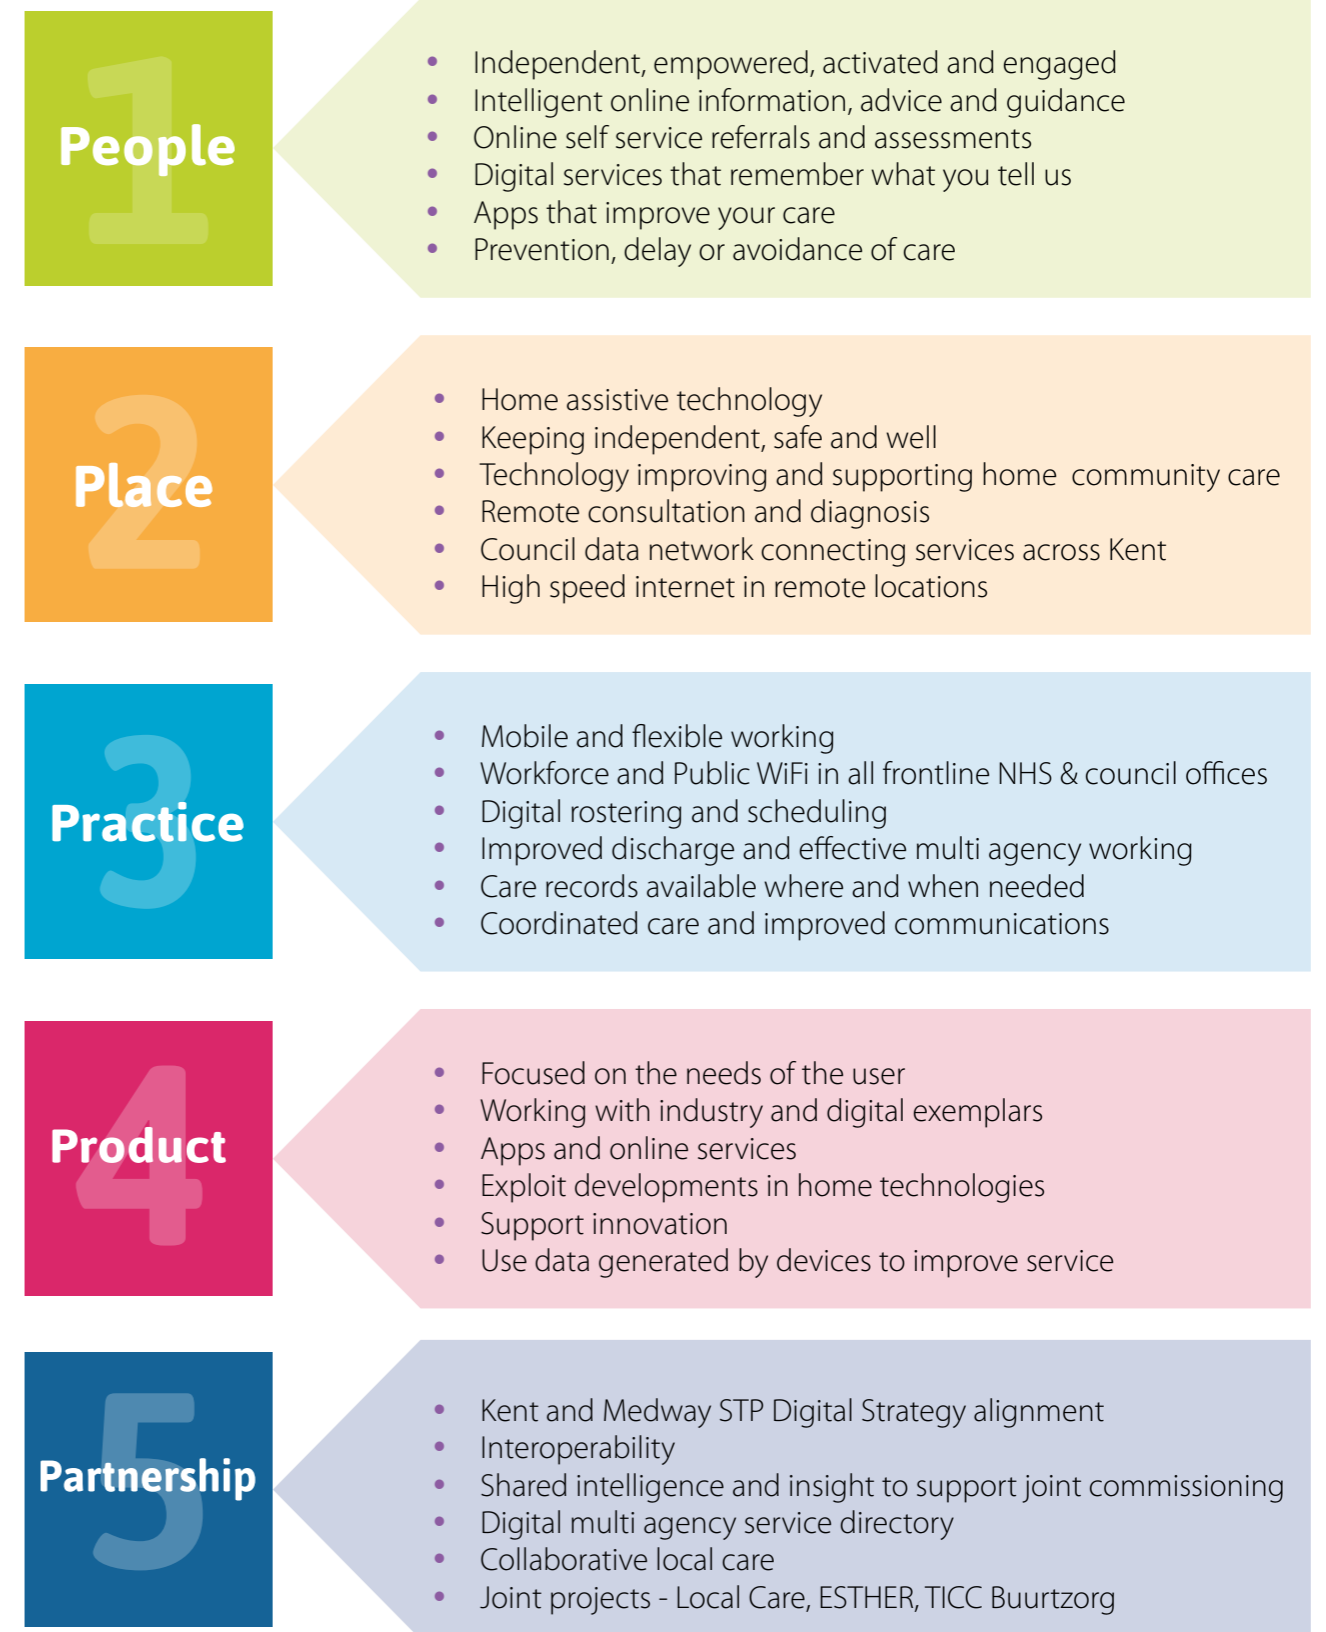 1
People
• Independent, empowered, activated and engaged
• Intelligent online information, advice and guidance
• Online self service referrals and assessments
• Digital services that remember what you tell us
• Apps that improve your care
• Prevention, delay or avoidance of care
2
Place
• Home assistive technology
• Keeping independent, safe and well
• Technology improving and supporting home  community care
• Remote consultation and diagnosis
• Council data network connecting services across Kent
• High speed internet in remote locations
3
Practice
• Mobile and flexible working
• Workforce and Public WiFi in all frontline NHS & council offices
• Digital rostering and scheduling
• Improved discharge and effective multi agency working
• Care records available where and when needed
• Coordinated care and improved communications
4
Product
• Focused on the needs of the user
• Working with industry and digital exemplars
• Apps and online services
• Exploit developments in home technologies
• Support innovation
• Use data generated by devices to improve service
5
Partnership
• Kent and Medway STP Digital Strategy alignment
• Interoperability
• Shared intelligence and insight to support joint commissioning
• Digital multi agency service directory
• Collaborative local care
• Joint projects - Local Care, ESTHER, TICC Buurtzorg